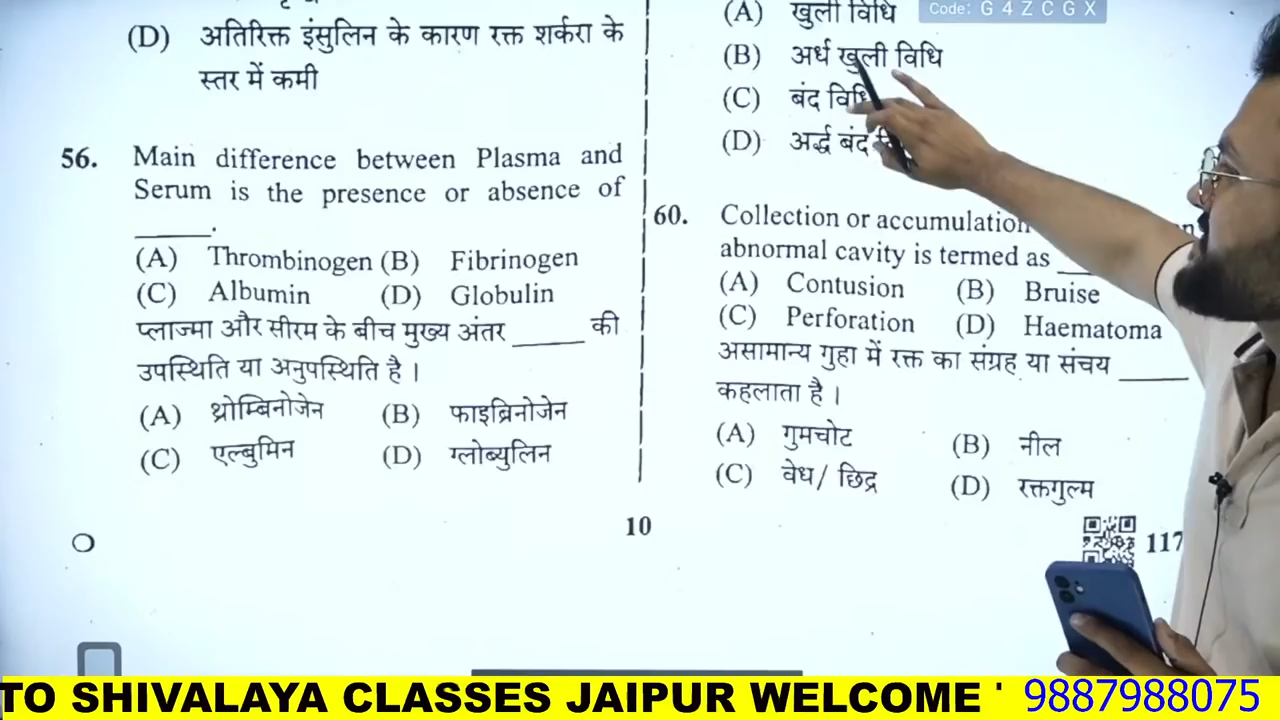 (D) अतिरिक्त इंसुलिन के कारण रक्त शर्करा के
स्तर में कमी
56. Main difference between Plasma and
Serum is the presence or absence of
______.
(A) Thrombinogen (B) Fibrinogen
(C) Albumin (D) Globulin
प्लाज्मा और सीरम के बीच मुख्य अंतर ______ की
उपस्थिति या अनुपस्थिति है ।
(A) थ्रोम्बिनोजेन (B) फाइब्रिनोजेन
(C) एल्बुमिन (D) ग्लोब्युलिन
(A) खुली विधि
(B) अर्ध खुली विधि
(C) बंद विधि
(D) अर्द्ध बंद
60. Collection or accumulation
abnormal cavity is termed as ___
(A) Contusion (B) Bruise
(C) Perforation (D) Haematoma
असामान्य गुहा में रक्त का संग्रह या संचय ______
कहलाता है ।
(A) गुमचोट (B) नील
(C) वेध/ छिद्र (D) रक्तगुल्म
10
117
Code: G 4 Z C G X
TO SHIVALAYA CLASSES JAIPUR WELCOME ' 9887988075